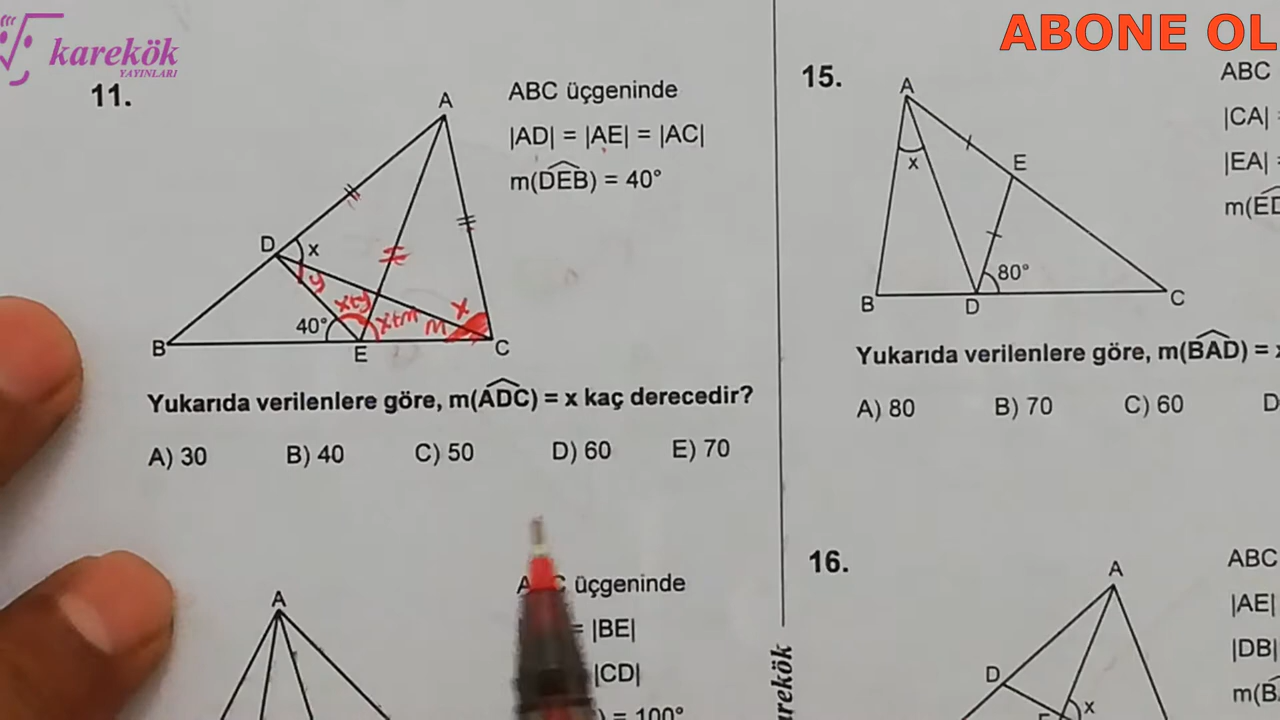 karekök
YAYINLARI
ABONE OL
11.
A
D
x
y
x+y
x+m
M
x
40°
B
E
C
ABC üçgeninde
|AD| = |AE| = |AC|
m(DEB) = 40°
Yukarıda verilenlere göre, m(ADC) = x kaç derecedir?
A) 30 B) 40 C) 50 D) 60 E) 70
A
üçgeninde
= |BE|
|CD|
) = 100°
15.
A
x
E
80°
B
D
C
ABC
|CA|
|EA|
Yukarıda verilenlere göre, m(BAD) =
A) 80 B) 70 C) 60
16.
A
D
x
ABC
|AE|
|DB|